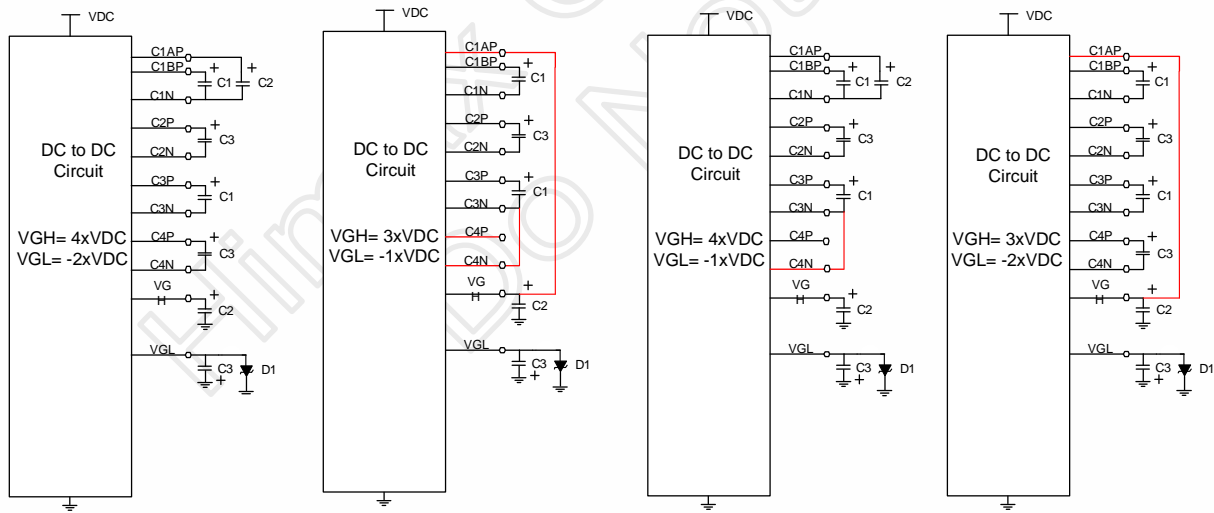 VDC
C1AP
C1BP
+
C1
+
C2
C1N
C2P
+
C3
C2N
DC to DC
Circuit
C3P
+
C1
C3N
VGH= 4xVDC
VGL= -2xVDC
C4P
+
C3
C4N
VG
H
+
C2
VGL
C3
+
D1
VDC
C1AP
C1BP
+
C1
C1N
C2P
+
C3
C2N
DC to DC
Circuit
C3P
+
C1
C3N
VGH= 3xVDC
VGL= -1xVDC
C4P
C4N
VG
H
+
C2
VGL
C3
+
D1
VDC
C1AP
C1BP
+
C1
+
C2
C1N
C2P
+
C3
C2N
DC to DC
Circuit
C3P
+
C1
C3N
VGH= 4xVDC
VGL= -1xVDC
C4P
C4N
VG
H
+
C2
VGL
C3
+
D1
VDC
C1AP
C1BP
+
C1
C1N
C2P
+
C3
C2N
DC to DC
Circuit
C3P
+
C1
C3N
VGH= 3xVDC
VGL= -2xVDC
C4P
+
C3
C4N
VG
H
+
C2
VGL
C3
+
D1
Himax
Do No